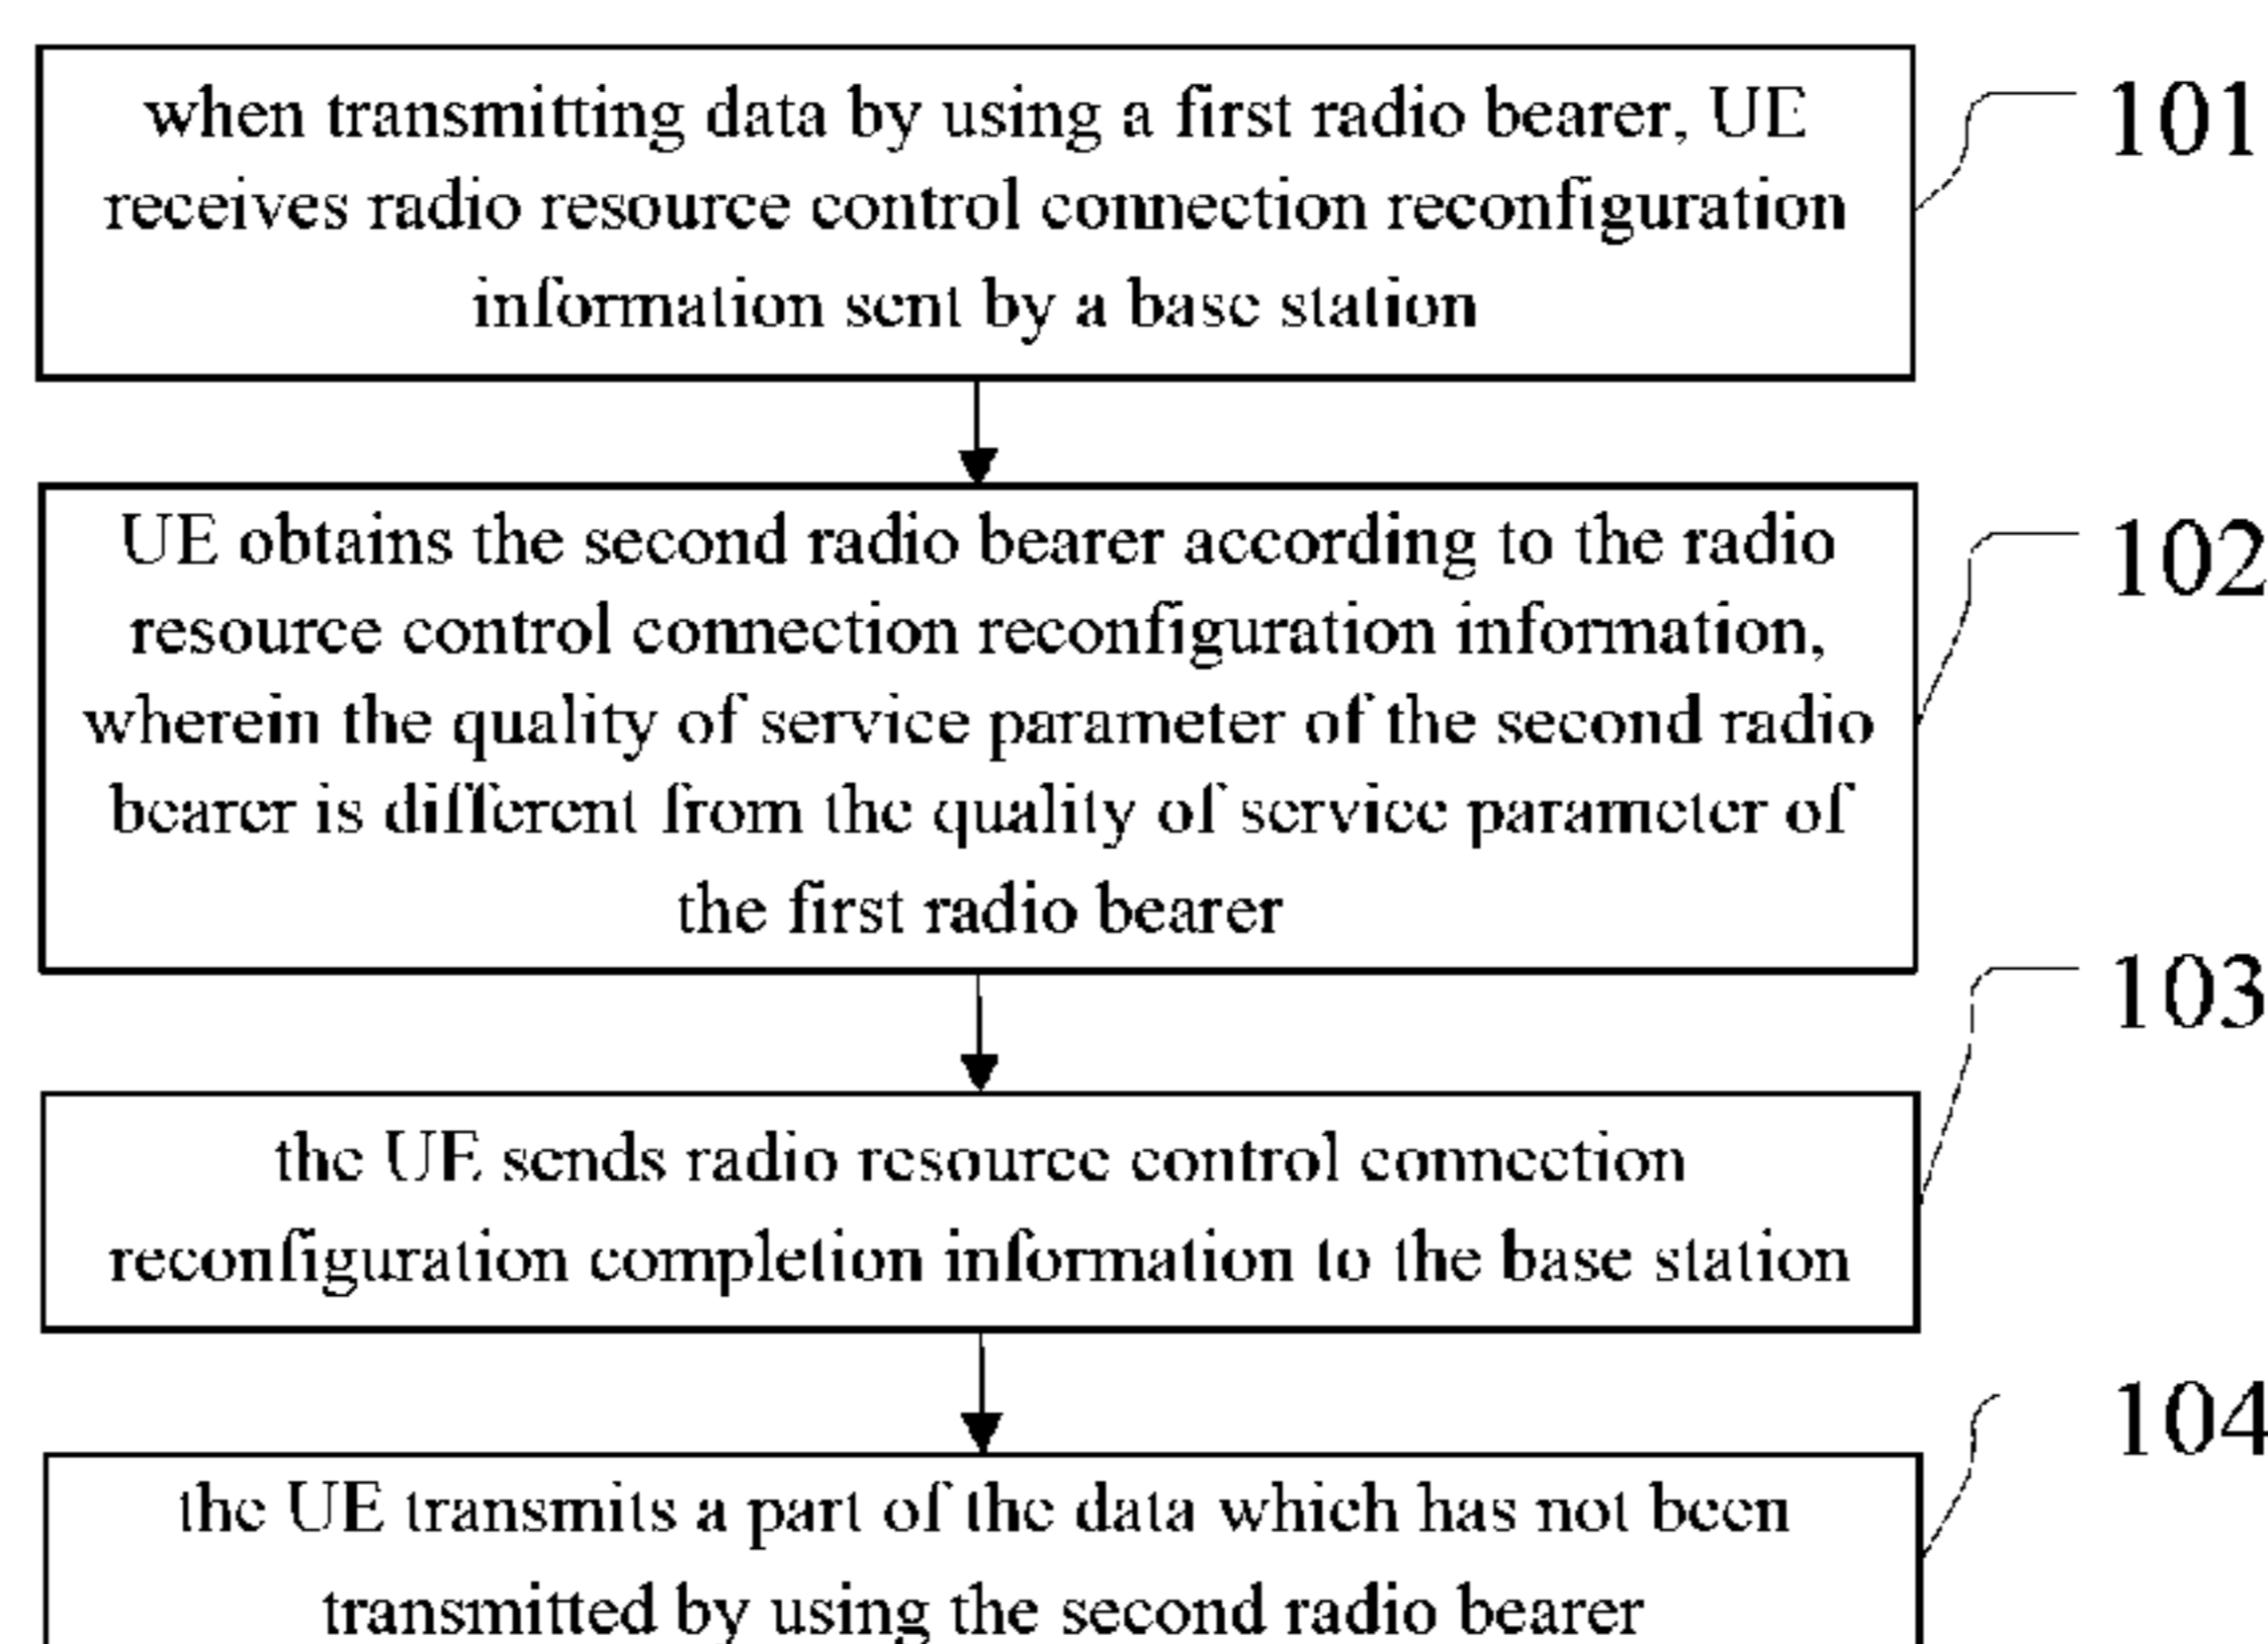 when transmitting data by using a first radio bearer, UE
receives radio resource control connection reconfiguration
information sent by a base station
101
UE obtains the second radio bearer according to the radio
resource control connection reconfiguration information,
wherein the quality of service parameter of the second radio
bearer is different from the quality of service parameter of
the first radio bearer
102
the UE sends radio resource control connection
reconfiguration completion information to the base station
103
the UE transmits a part of the data which has not been
transmitted by using the second radio bearer
104